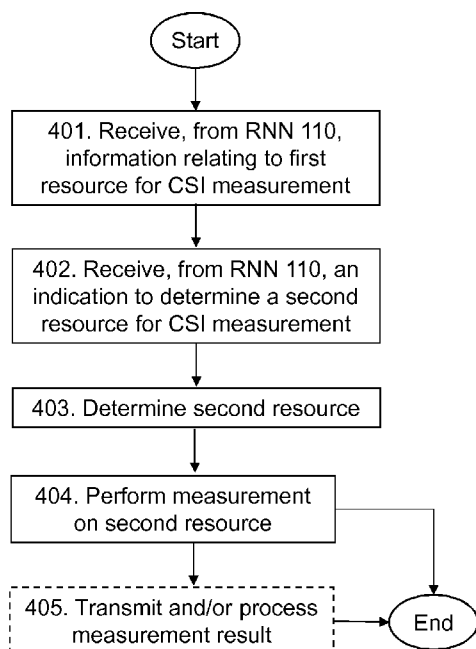 Start
401. Receive, from RNN 110,
information relating to first
resource for CSI measurement
402. Receive, from RNN 110, an
indication to determine a second
resource for CSI measurement
403. Determine second resource
404. Perform measurement
on second resource
405. Transmit and/or process
measurement result
End